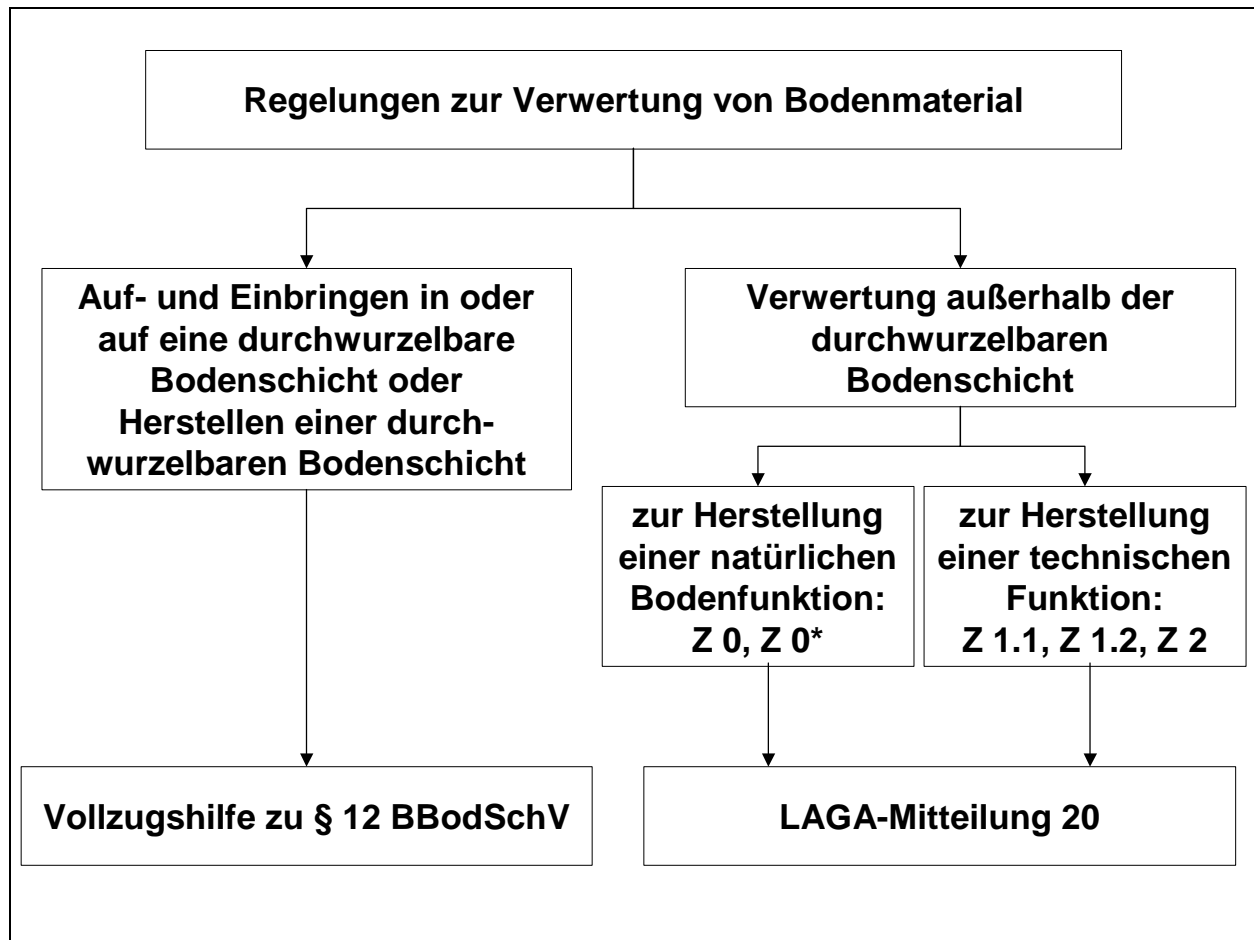 Regelungen zur Verwertung von Bodenmaterial
Auf- und Einbringen in oder
auf eine durchwurzelbare
Bodenschicht oder
Herstellen einer durch-
wurzelbaren Bodenschicht
Verwertung außerhalb der
durchwurzelbaren
Bodenschicht
zur Herstellung
einer natürlichen
Bodenfunktion:
Z 0, Z 0*
zur Herstellung
einer technischen
Funktion:
Z 1.1, Z 1.2, Z 2
Vollzugshilfe zu § 12 BBodSchV
LAGA-Mitteilung 20